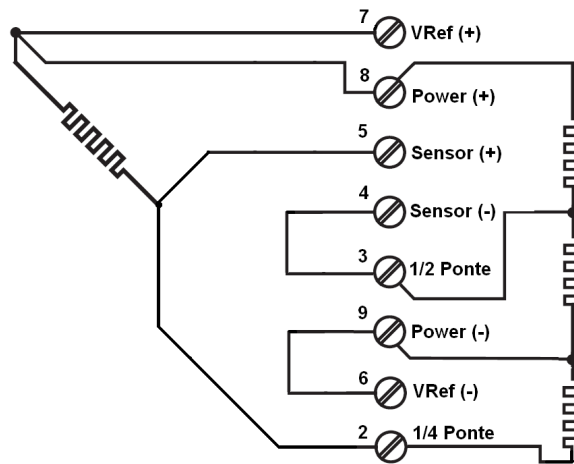 7 VRef (+)
8 Power (+)
5 Sensor (+)
4 Sensor (-)
3 1/2 Ponte
9 Power (-)
6 VRef (-)
2 1/4 Ponte